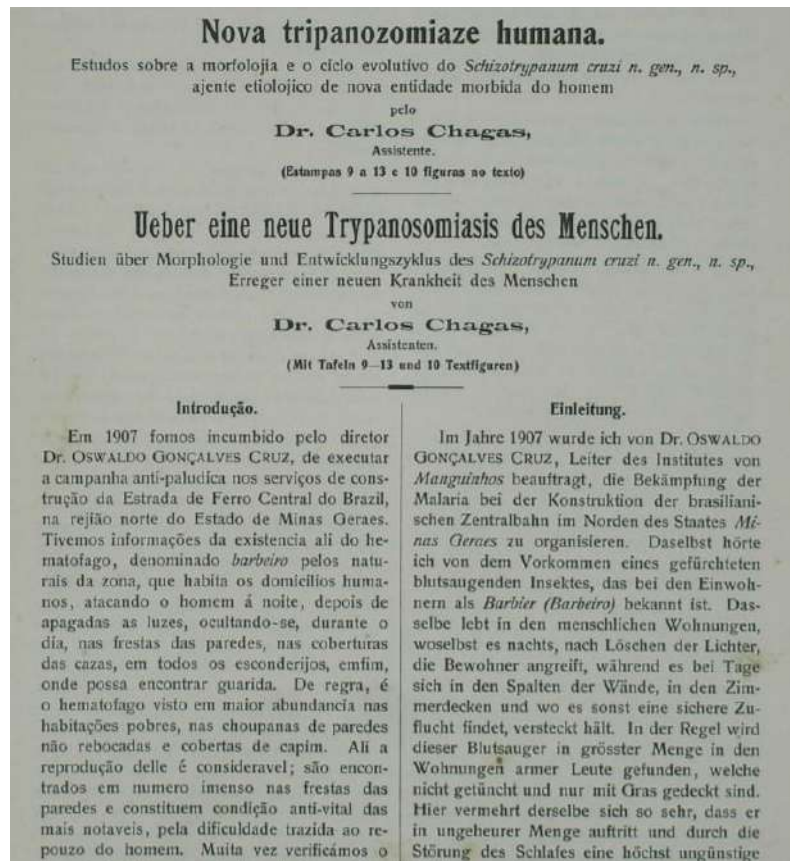 Nova tripanozomiaze humana.
Estudos sobre a morfolojia e o ciclo evolutivo do Schizotrypanum cruzi n. gen., n. sp.,
ajente etiolojico de nova entidade morbida do homem
pelo
Dr. Carlos Chagas,
Assistente.
(Estampas 9 a 13 e 10 figuras no texto)
Ueber eine neue Trypanosomiasis des Menschen.
Studien über Morphologie und Entwicklungszyklus des Schizotrypanum cruzi n. gen., n. sp.,
Erreger einer neuen Krankheit des Menschen
von
Dr. Carlos Chagas,
Assistenten.
(Mit Tafeln 9–13 und 10 Textfiguren)
Introdução.
Em 1907 fomos incumbido pelo diretor
Dr. OSWALDO GONÇALVES CRUZ, de executar
a campanha anti-paludica nos serviços de cons-
trução da Estrada de Ferro Central do Brazil,
na rejião norte do Estado de Minas Geraes.
Tivemos informações da existencia ali do he-
matofago, denominado barbeiro pelos natu-
rais da zona, que habita os domicilios huma-
nos, atacando o homem á noite, depois de
apagadas as luzes, ocultando-se, durante o
dia, nas frestas das paredes, nas coberturas
das cazas, em todos os esconderijos, emfim,
onde possa encontrar guarida. De regra, é
o hematofago visto em maior abundancia nas
habitações pobres, nas choupanas de paredes
não rebocadas e cobertas de capim. Ali a
reprodução delle é consideravel; são encon-
trados em numero imenso nas frestas das
paredes e constituem condição anti-vital das
mais notaveis, pela dificuldade trazida ao re-
pouzo do homem. Muita vez verificámos o
Einleitung.
Im Jahre 1907 wurde ich von Dr. OSWALDO
GONÇALVES CRUZ, Leiter des Institutes von
Manguinhos beauftragt, die Bekämpfung der
Malaria bei der Konstruktion der brasiliani-
schen Zentralbahn im Norden des Staates Mi-
nas Geraes zu organisieren. Daselbst hörte
ich von dem Vorkommen eines gefürchteten
blutsaugenden Insektes, das bei den Einwoh-
nern als Barbier (Barbeiro) bekannt ist. Das-
selbe lebt in den menschlichen Wohnungen,
woselbst es nachts, nach Löschen der Lichter,
die Bewohner angreift, während es bei Tage
sich in den Spalten der Wände, in den Zim-
merdecken und wo es sonst eine sichere Zu-
flucht findet, versteckt hält. In der Regel wird
dieser Blutsauger in grösster Menge in den
Wohnungen armer Leute gefunden, welche
nicht getüncht und nur mit Gras gedeckt sind.
Hier vermehrt derselbe sich so sehr, dass er
in ungeheurer Menge auftritt und durch die
Störung des Schlafes eine höchst ungünstige